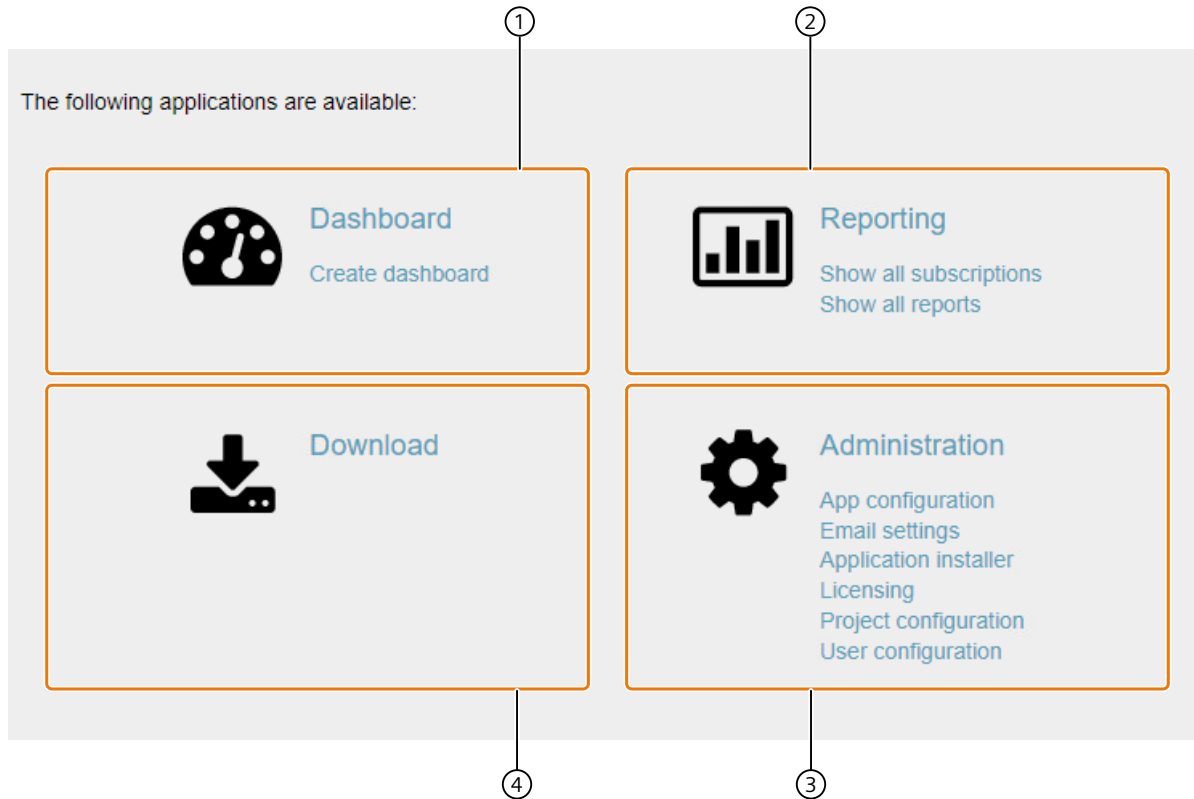 1
2
The following applications are available:
Dashboard
Create dashboard
Reporting
Show all subscriptions
Show all reports
Download
Administration
App configuration
Email settings
Application installer
Licensing
Project configuration
User configuration
4
3